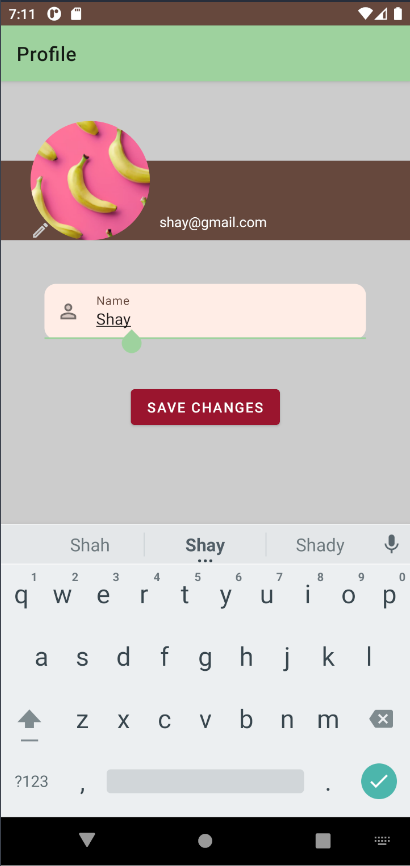 7:11
Profile
shay@gmail.com
Name
Shay
SAVE CHANGES
Shah Shay Shady
1 2 3 4 5 6 7 8 9 0
q w e r t y u i o p
a s d f g h j k l
z x c v b n m
?123 , .